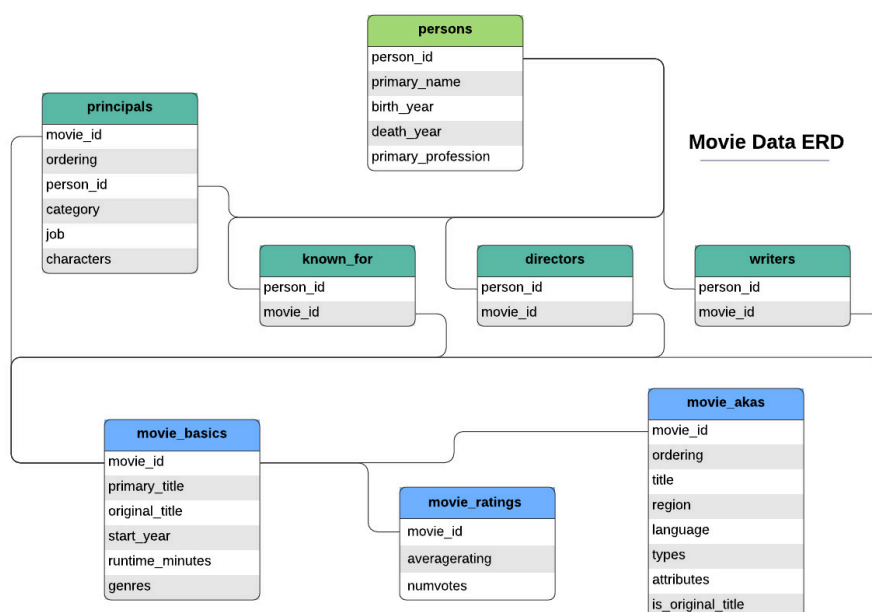 persons
person_id
primary_name
birth_year
death_year
primary_profession
Movie Data ERD
principals
movie_id
ordering
person_id
category
job
characters
known_for
person_id
movie_id
directors
person_id
movie_id
writers
person_id
movie_id
movie_basics
movie_id
primary_title
original_title
start_year
runtime_minutes
genres
movie_ratings
movie_id
averagerating
numvotes
movie_akas
movie_id
ordering
title
region
language
types
attributes
is_original_title